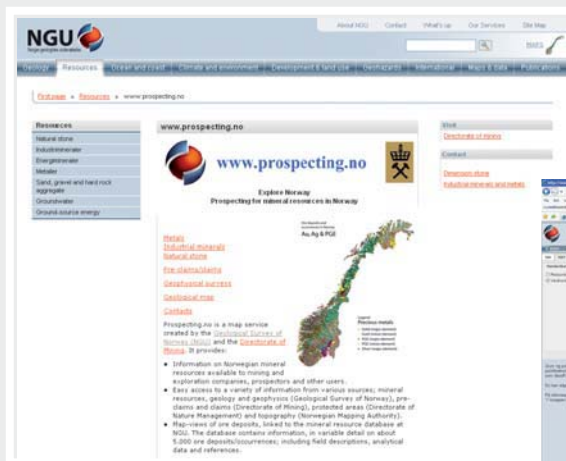 NGU
Norges geologiske undersøkelse
About NGU Contact What's up Our Services Site Map
MAPS
Geology Resources Ocean and coast Climate and environment Development & land use Geohazards International Maps & Data Publications
First page » Resources » www.prospecting.no
Resources
Natural stone
Industrimineraler
Energimineraler
Metaller
Sand, gravel and hard rock
aggregate
Groundwater
Ground source energy
www.prospecting.no
www.prospecting.no
Explore Norway
Prospecting for mineral resources in Norway
Metals
Industrial minerals
Natural stone
Pre-claims/claims
Geophysical surveys
Geological map
Contacts
Au, Ag & PGE
Legend
Precious metals
Prospecting.no is a map service
created by the Geological Survey of
Norway (NGU) and the Directorate of
Mining. It provides:
Information on Norwegian mineral
resources available to mining and
exploration companies, prospectors and other users.
Easy access to a variety of information from various sources; mineral
resources, geology and geophysics (Geological Survey of Norway), pre-
claims and claims (Directorate of Mining), protected areas (Directorate of
Nature Management) and topography (Norwegian Mapping Authority).
Map-views of ore deposits, linked to the mineral resource database at
NGU. The database contains information, in variable detail on about
5.000 ore deposits/occurrences; including field descriptions, analytical
data and references.
Visit
Directorate of Mining
Contact
Dimension stone
Industrial minerals and metals